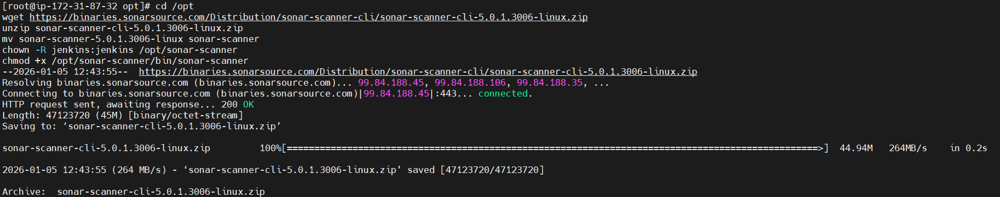 [root@ip-172-31-87-32 opt]# cd /opt
wget https://binaries.sonarsource.com/Distribution/sonar-scanner-cli/sonar-scanner-cli-5.0.1.3006-linux.zip
unzip sonar-scanner-cli-5.0.1.3006-linux.zip
mv sonar-scanner-5.0.1.3006-linux sonar-scanner
chown -R jenkins:jenkins /opt/sonar-scanner
chmod +x /opt/sonar-scanner/bin/sonar-scanner
--2026-01-05 12:43:55--  https://binaries.sonarsource.com/Distribution/sonar-scanner-cli/sonar-scanner-cli-5.0.1.3006-linux.zip
Resolving binaries.sonarsource.com (binaries.sonarsource.com)... 99.84.188.45, 99.84.188.106, 99.84.188.35, ...
Connecting to binaries.sonarsource.com (binaries.sonarsource.com)|99.84.188.45|:443... connected.
HTTP request sent, awaiting response... 200 OK
Length: 47123720 (45M) [binary/octet-stream]
Saving to: ‘sonar-scanner-cli-5.0.1.3006-linux.zip’
sonar-scanner-cli-5.0.1.3006-linux.zip         100%[=================================================================================================>]  44.94M   264MB/s    in 0.2s
2026-01-05 12:43:55 (264 MB/s) - ‘sonar-scanner-cli-5.0.1.3006-linux.zip’ saved [47123720/47123720]
Archive:  sonar-scanner-cli-5.0.1.3006-linux.zip